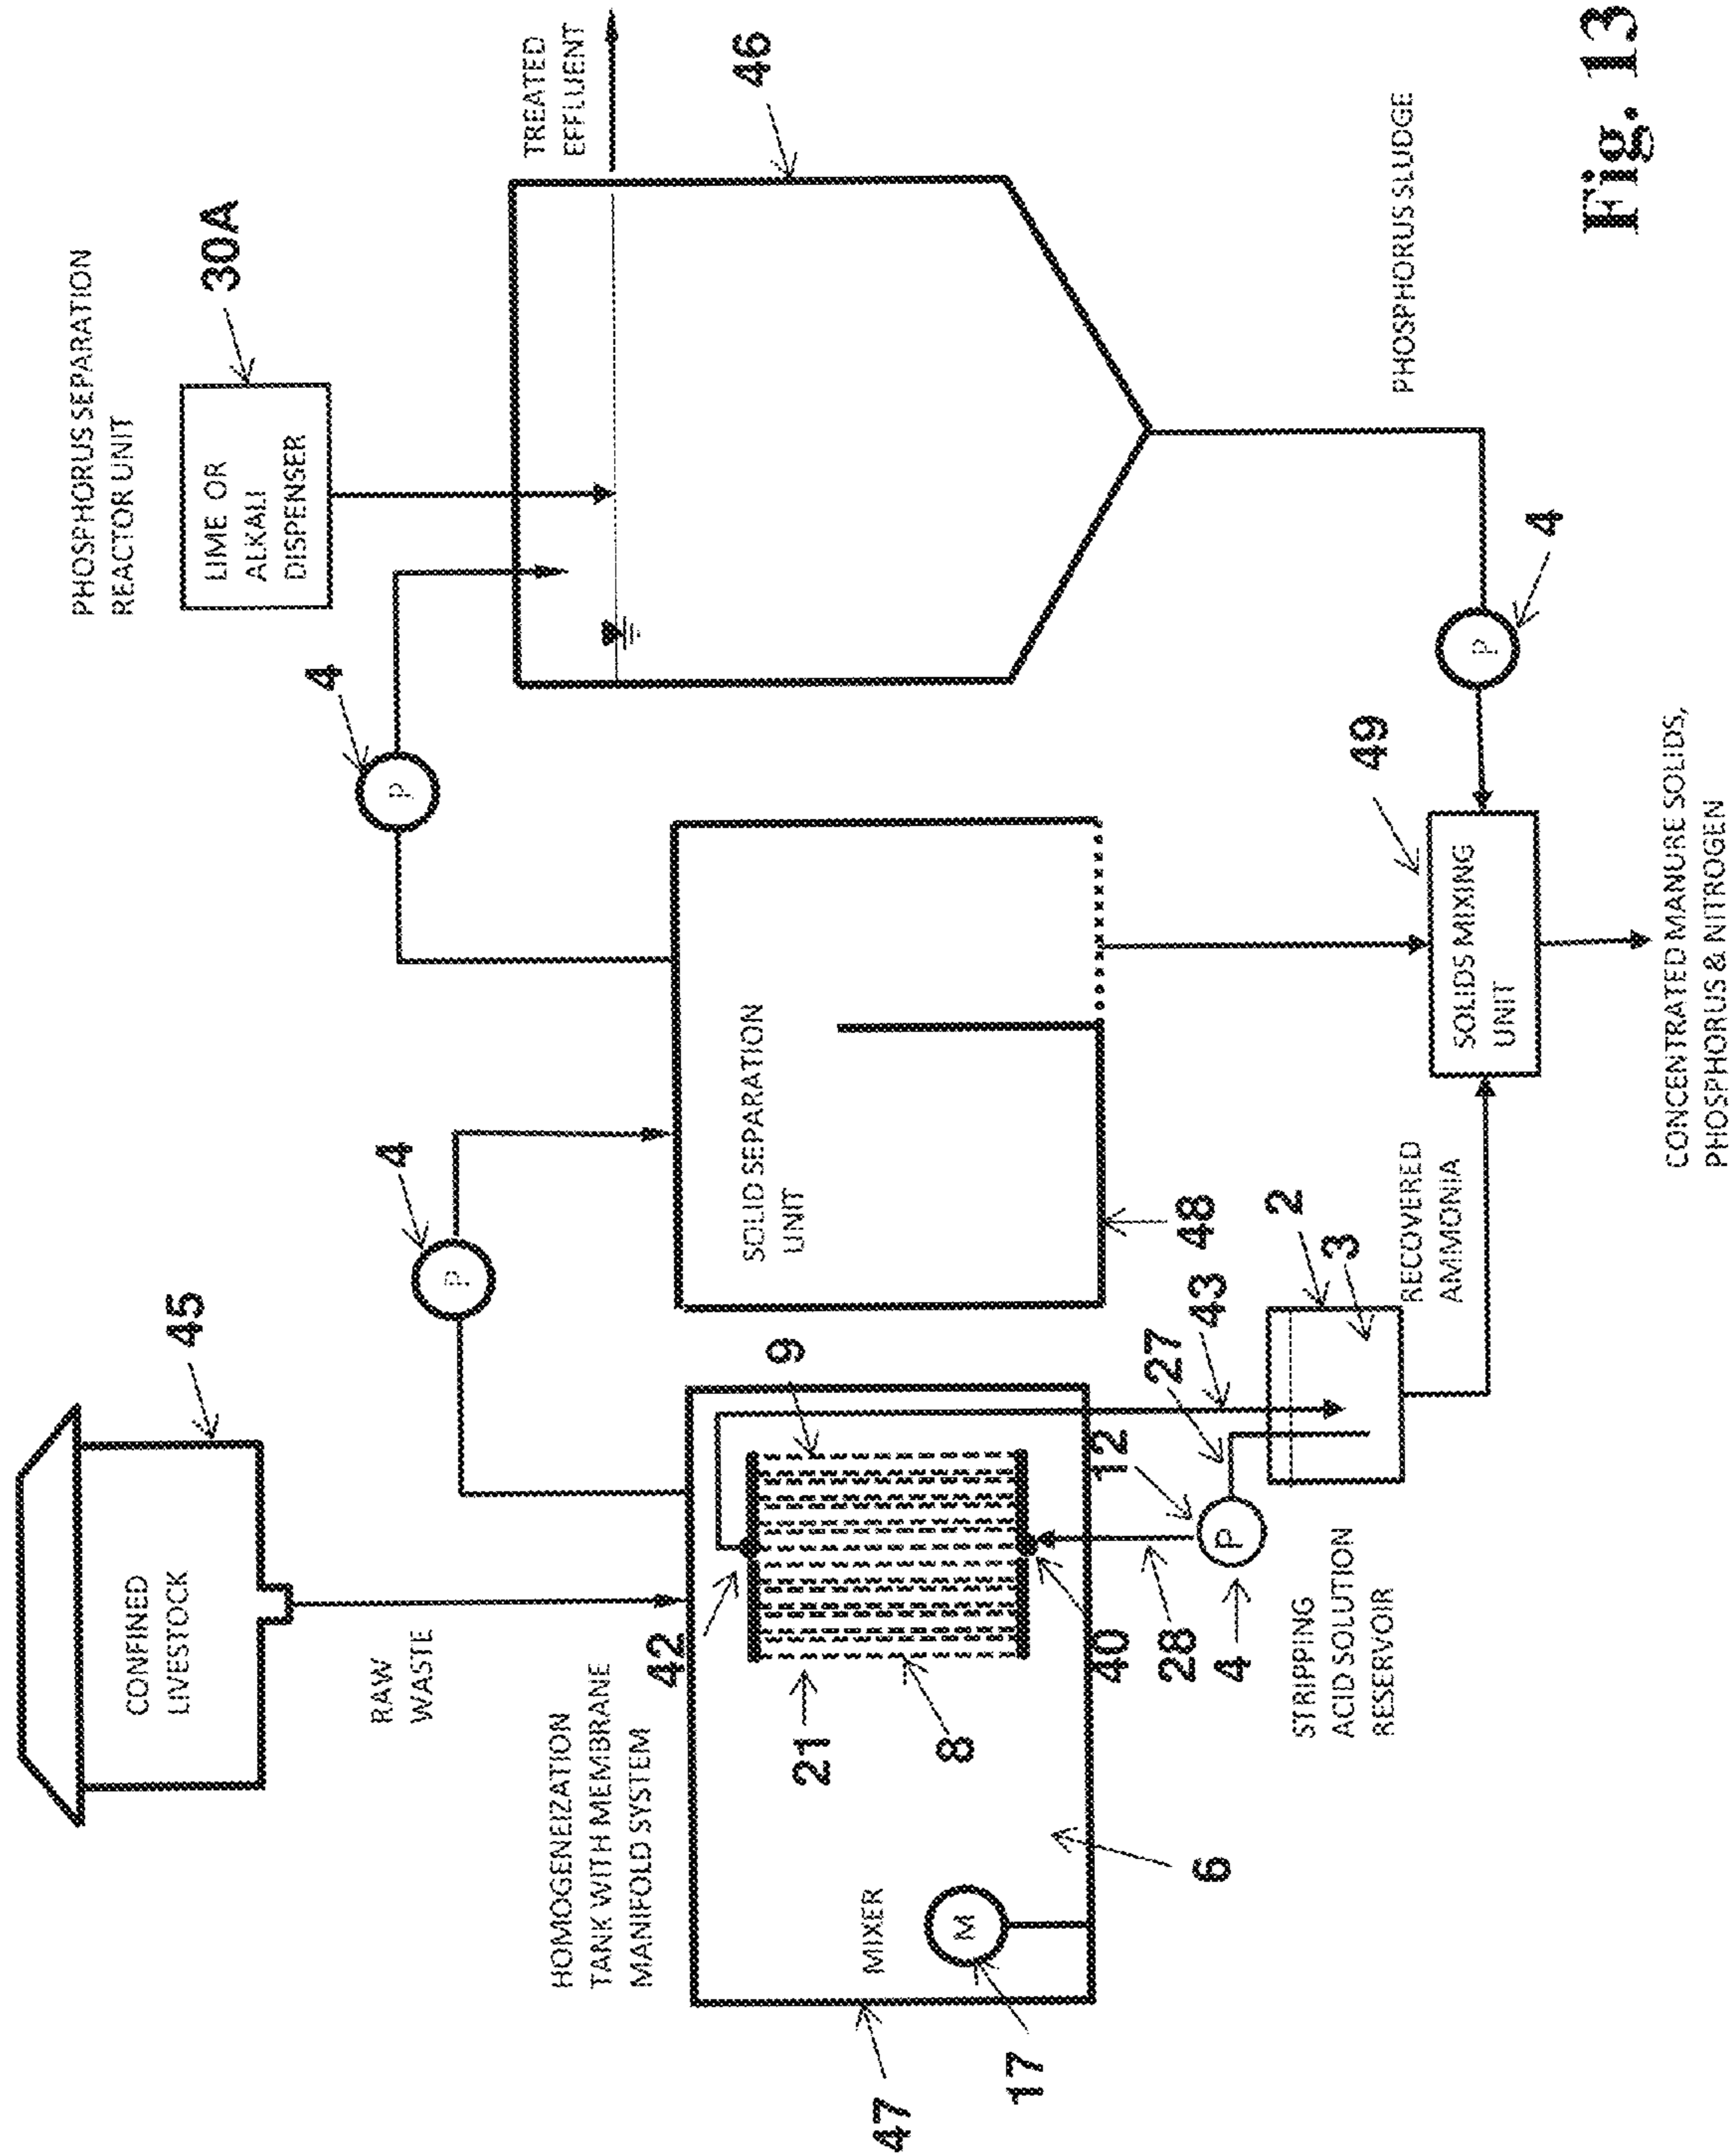 CONFINED
LIVESTOCK
45
RAW
WASTE
PHOSPHORUS SEPARATION
REACTOR UNIT
30A
LIME OR
ALKALI
DISPENSER
4
P
4
P
TREATED
EFFLUENT
46
HOMOGENEIZATION
TANK WITH MEMBRANE
MANIFOLD SYSTEM
42
9
21
8
MIXER
M
47
17
6
40
12
28
27
43
4
P
2
3
STRIPPING
ACID SOLUTION
RESERVOIR
SOLID SEPARATION
UNIT
48
RECOVERED
AMMONIA
49
SOLIDS MIXING
UNIT
P
4
PHOSPHORUS SLUDGE
CONCENTRATED MANURE SOLIDS,
PHOSPHORUS & NITROGEN
Fig. 13